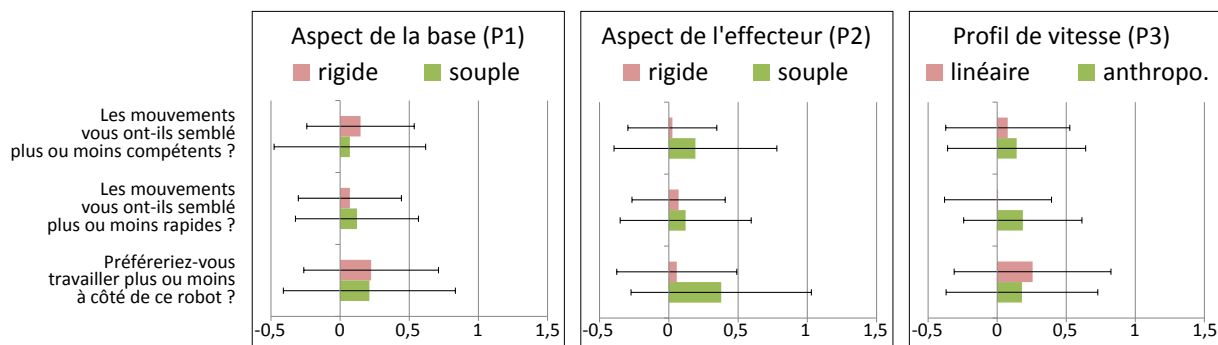 Aspect de la base (P1)
rigide souple
Aspect de l'effecteur (P2)
rigide souple
Profil de vitesse (P3)
linéaire anthropo.
Les mouvements
vous ont-ils semblé
plus ou moins compétents ?
Les mouvements
vous ont-ils semblé
plus ou moins rapides ?
Préféreriez-vous
travailler plus ou moins
à côté de ce robot ?
-0,5 0 0,5 1 1,5
-0,5 0 0,5 1 1,5
-0,5 0 0,5 1 1,5